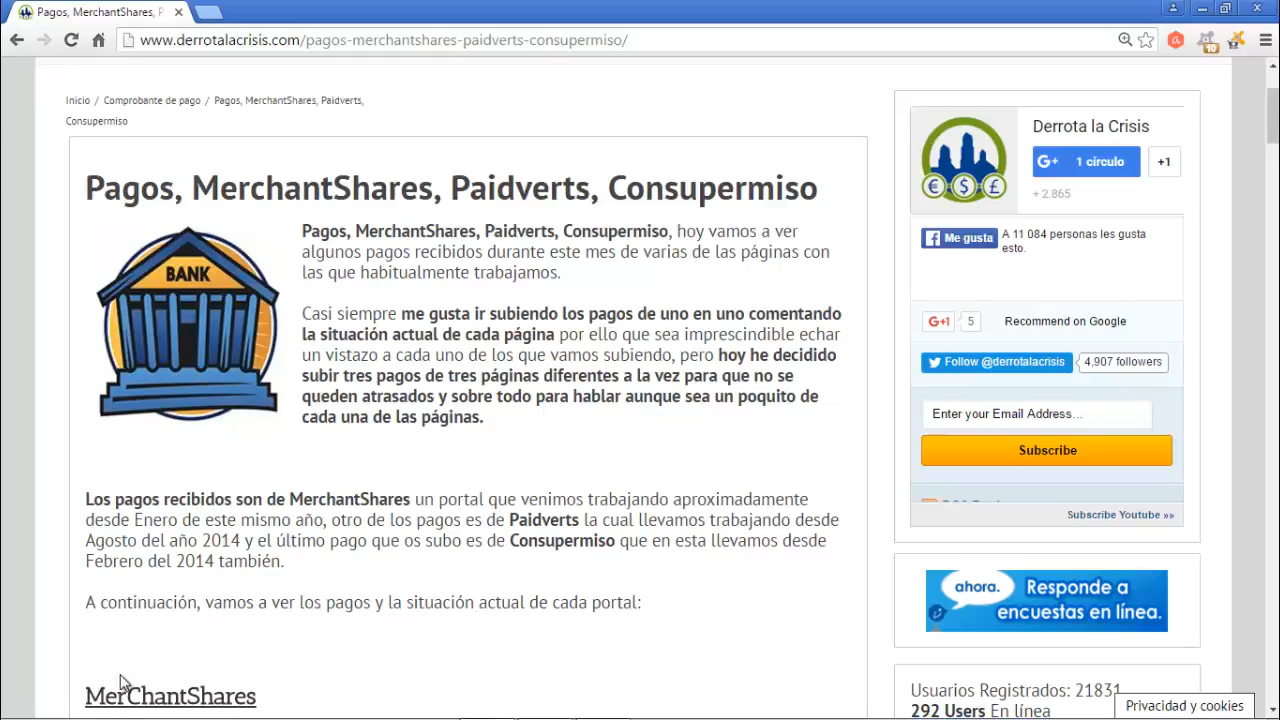 Pagos, MerchantShares, P
www.derrotalacrisis.com/pagos-merchantshares-paidverts-consupermiso/
10
Inicio / Comprobante de pago / Pagos, MerchantShares, Paidverts,
Consupermiso
Pagos, MerchantShares, Paidverts, Consupermiso
BANK
Pagos, MerchantShares, Paidverts, Consupermiso, hoy vamos a ver
algunos pagos recibidos durante este mes de varias de las páginas con
las que habitualmente trabajamos.
Casi siempre me gusta ir subiendo los pagos de uno en uno comentando
la situación actual de cada página por ello que sea imprescindible echar
un vistazo a cada uno de los que vamos subiendo, pero hoy he decidido
subir tres pagos de tres páginas diferentes a la vez para que no se
queden atrasados y sobre todo para hablar aunque sea un poquito de
cada una de las páginas.
Los pagos recibidos son de MerchantShares un portal que venimos trabajando aproximadamente
desde Enero de este mismo año, otro de los pagos es de Paidverts la cual llevamos trabajando desde
Agosto del año 2014 y el último pago que os subo es de Consupermiso que en esta llevamos desde
Febrero del 2014 también.
A continuación, vamos a ver los pagos y la situación actual de cada portal:
MerChantShares
€ $ £
Derrota la Crisis
G+ 1 círculo +1
+ 2.865
Me gusta
A 11 084 personas les gusta
esto.
G+1 5 Recommend on Google
Follow @derrotalacrisis 4,907 followers
Enter your Email Address...
Subscribe
Subscribe Youtube »»
ahora. Responde a
encuestas en línea.
Usuarios Registrados: 21831
292 Users En línea
Privacidad y cookies